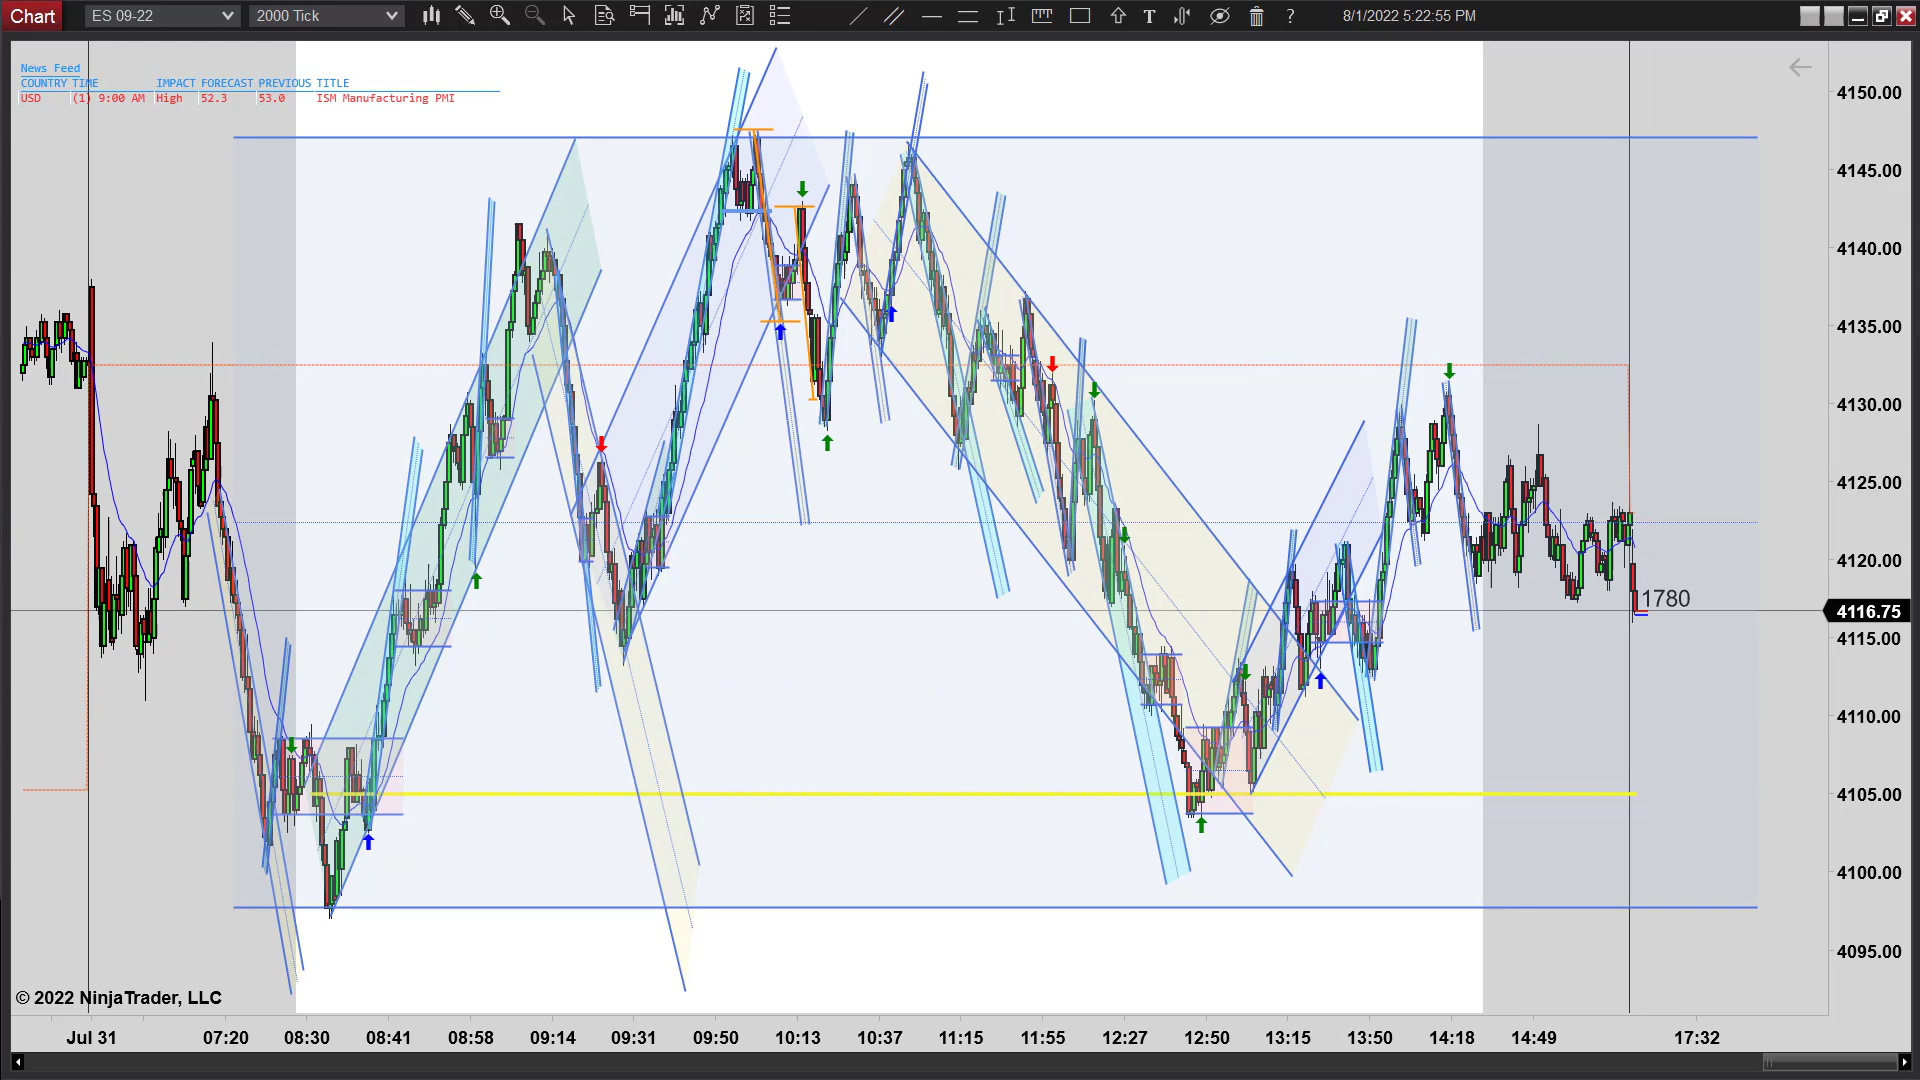 Chart ES 09-22 2000 Tick T ? 8/1/2022 5:22:55 PM
News Feed
COUNTRY TIME IMPACT FORECAST PREVIOUS TITLE
USD (1) 9:00 AM High 52.3 53.0 ISM Manufacturing PMI
4150.00
4145.00
4140.00
4135.00
4130.00
4125.00
4120.00
1780
4116.75
4115.00
4110.00
4105.00
4100.00
4095.00
© 2022 NinjaTrader, LLC
Jul 31 07:20 08:30 08:41 08:58 09:14 09:31 09:50 10:13 10:37 11:15 11:55 12:27 12:50 13:15 13:50 14:18 14:49 17:32